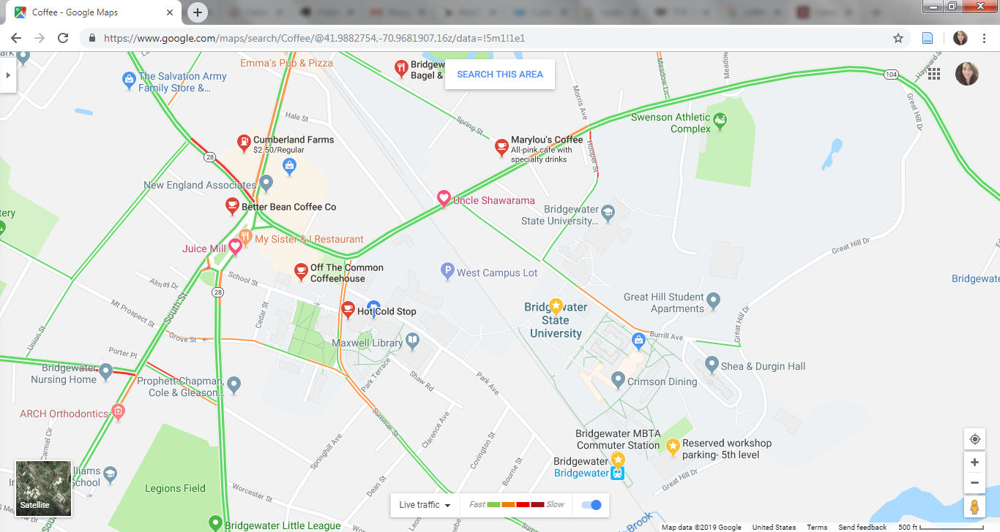 Coffee - Google Maps
https://www.google.com/maps/search/Coffee/@41.9882754,-70.9681907,16z/data=!5m1!1e1
Emma's Pub & Pizza
Bagel &
SEARCH THIS AREA
The Salvation Army
Family Store &...
Meadow Ln
Morris Ave
104
Hayward St
Great Hill Dr
Hale St
Spring St
Swenson Athletic
Complex
Cumberland Farms
$2.50/Regular
Marylou's Coffee
All-pink cafe with
specialty drinks
Hooper St
28
New England Associates
Better Bean Coffee Co
Uncle Shawarama
Bridgewater
State University...
My Sister & I Restaurant
Juice Mill
Great Hill Dr
Off The Common
Coffeehouse
West Campus Lot
School St
28
Mt Prospect St
South St
Cedar St
Union St
Hot Cold Stop
Bridgewater
State
University
Great Hill Student
Apartments
Great Hill Dr
Grove St
Maxwell Library
Burrill Ave
Porter Pl
Bridgewater
Nursing Home
Park Terrace
Shaw Rd
Park Ave
Shea & Durgin Hall
Prophett-Chapman,
Cole & Gleason...
Crimson Dining
ARCH Orthodontics
Summer St
Clarence Ave
Carmel Cir
Springhill Ave
Covington St
Bourne St
Bridgewater MBTA
Commuter Station
Reserved workshop
parking- 5th level
Bridgewater
Bridgewater
School
Great Hill Dr
Dean St
Worcester St
Legions Field
Satellite
Live traffic
Fast
Slow
Bridgewater Little League
Brook
Map data ©2019 Google
United States
Terms
Send feedback
500 ft